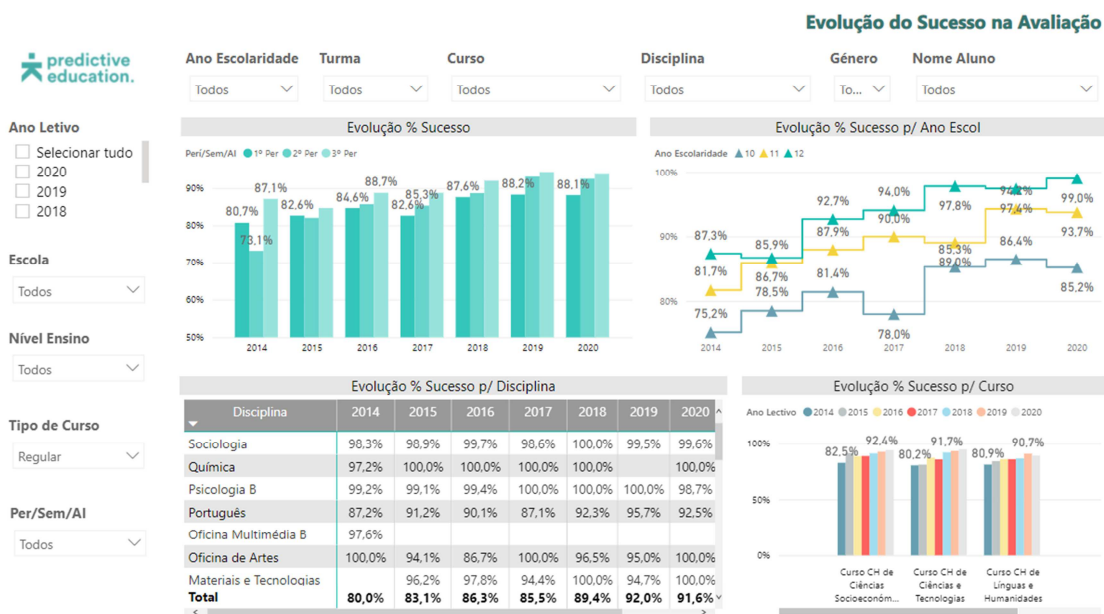 Evolução do Sucesso na Avaliação
predictive
education.
Ano Escolaridade Turma Curso Disciplina Género Nome Aluno
Todos Todos Todos Todos To... Todos
Ano Letivo
Selecionar tudo
2020
2019
2018
Escola
Todos
Nível Ensino
Todos
Tipo de Curso
Regular
Per/Sem/AI
Todos
Evolução % Sucesso
Perí/Sem/AI 1º Per 2º Per 3º Per
90%
80%
70%
60%
50%
80,7% 73,1% 87,1% 82,6% 84,6% 88,7% 82,6% 85,3% 87,6% 88,2% 88,1%
2014 2015 2016 2017 2018 2019 2020
Evolução % Sucesso p/ Ano Escol
Ano Escolaridade 10 11 12
100%
90%
80%
87,3% 85,9% 92,7% 94,0% 97,8% 94,2% 99,0%
81,7% 86,7% 87,9% 90,0% 85,3% 97,4% 93,7%
75,2% 78,5% 81,4% 78,0% 89,0% 86,4% 85,2%
2014 2015 2016 2017 2018 2019 2020
Evolução % Sucesso p/ Disciplina
Disciplina 2014 2015 2016 2017 2018 2019 2020
Sociologia 98,3% 98,9% 99,7% 98,6% 100,0% 99,5% 99,6%
Química 97,2% 100,0% 100,0% 100,0% 100,0% 100,0%
Psicologia B 99,2% 99,1% 99,4% 100,0% 100,0% 100,0% 98,7%
Português 87,2% 91,2% 90,1% 87,1% 92,3% 95,7% 92,5%
Oficina Multimédia B 97,6%
Oficina de Artes 100,0% 94,1% 86,7% 100,0% 96,5% 95,0% 100,0%
Materiais e Tecnologias 96,2% 97,8% 94,4% 100,0% 94,7% 100,0%
Total 80,0% 83,1% 86,3% 85,5% 89,4% 92,0% 91,6%
Evolução % Sucesso p/ Curso
Ano Lectivo 2014 2015 2016 2017 2018 2019 2020
100%
50%
0%
82,5% 92,4% 80,2% 91,7% 80,9% 90,7%
Curso CH de
Ciências
Socioeconóm...
Curso CH de
Ciências e
Tecnologias
Curso CH de
Línguas e
Humanidades